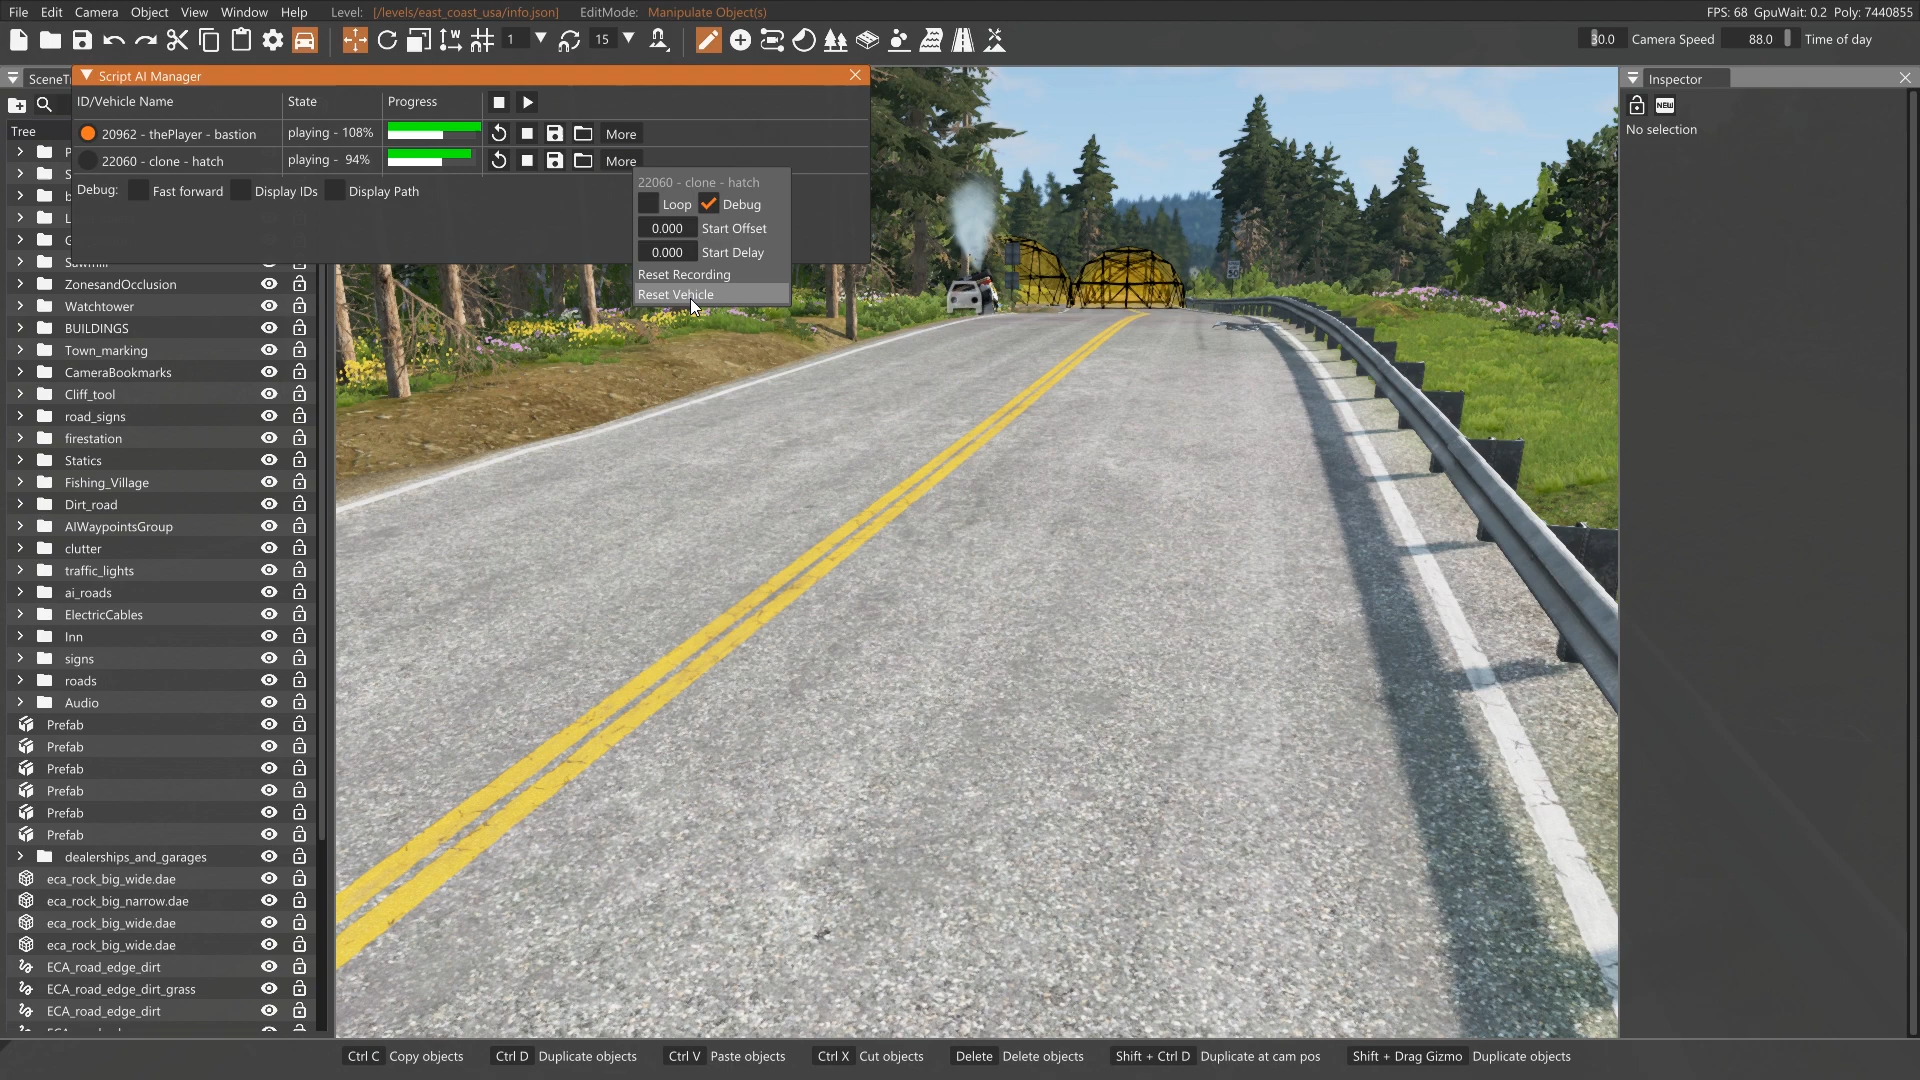 File Edit Camera Object View Window Help Level: [/levels/east_coast_usa/info.json] EditMode: Manipulate Object(s) FPS: 68 GpuWait: 0.2 Poly: 7440855
1 15 30.0 Camera Speed 88.0 Time of day
Script AI Manager
ID/Vehicle Name State Progress
20962 - thePlayer - bastion playing - 108% More
22060 - clone - hatch playing - 94% More
Debug: Fast forward Display IDs Display Path
22060 - clone - hatch
Loop Debug
0.000 Start Offset
0.000 Start Delay
Reset Recording
Reset Vehicle
Inspector
NEW
No selection
Tree
ZonesandOcclusion
Watchtower
BUILDINGS
Town_marking
CameraBookmarks
Cliff_tool
road_signs
firestation
Statics
Fishing_Village
Dirt_road
AIWaypointsGroup
clutter
traffic_lights
ai_roads
ElectricCables
Inn
signs
roads
Audio
Prefab
Prefab
Prefab
Prefab
Prefab
Prefab
dealerships_and_garages
eca_rock_big_wide.dae
eca_rock_big_narrow.dae
eca_rock_big_wide.dae
eca_rock_big_wide.dae
ECA_road_edge_dirt
ECA_road_edge_dirt_grass
ECA_road_edge_dirt
Ctrl C Copy objects Ctrl D Duplicate objects Ctrl V Paste objects Ctrl X Cut objects Delete Delete objects Shift + Ctrl D Duplicate at cam pos Shift + Drag Gizmo Duplicate objects